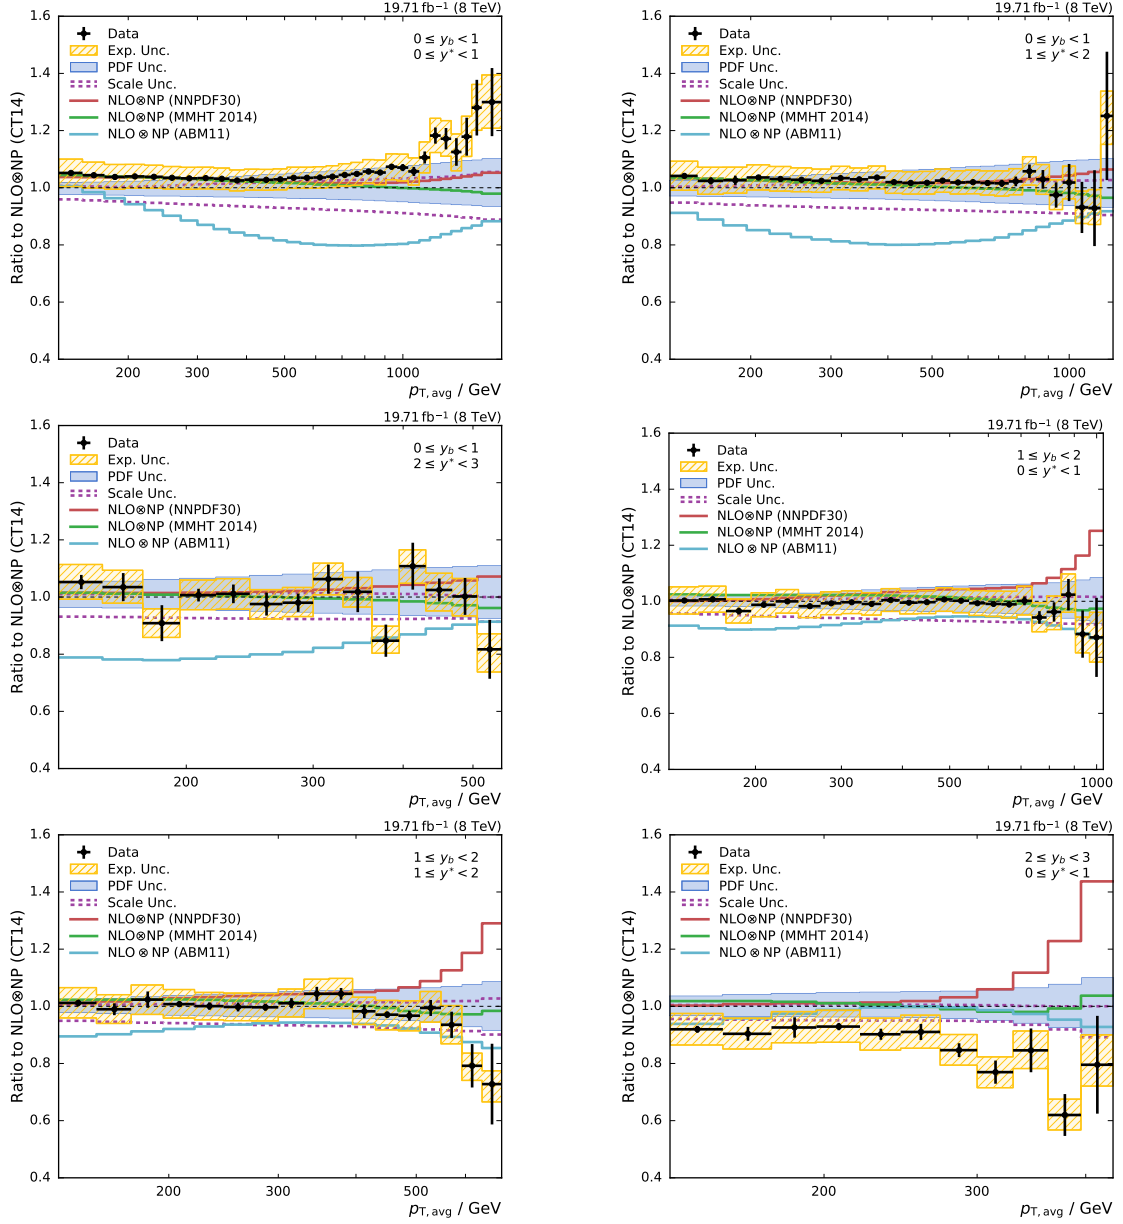 19.71 fb⁻¹ (8 TeV)
1.6
1.4
1.2
1.0
0.8
0.6
0.4
Ratio to NLO⊗NP (CT14)
Data
Exp. Unc.
PDF Unc.
Scale Unc.
NLO⊗NP (NNPDF30)
NLO⊗NP (MMHT 2014)
NLO ⊗ NP (ABM11)
0 ≤ y_b < 1
0 ≤ y* < 1
200 300 500 1000
p_T, avg / GeV
19.71 fb⁻¹ (8 TeV)
1.6
1.4
1.2
1.0
0.8
0.6
0.4
Ratio to NLO⊗NP (CT14)
Data
Exp. Unc.
PDF Unc.
Scale Unc.
NLO⊗NP (NNPDF30)
NLO⊗NP (MMHT 2014)
NLO ⊗ NP (ABM11)
0 ≤ y_b < 1
1 ≤ y* < 2
200 300 500 1000
p_T, avg / GeV
19.71 fb⁻¹ (8 TeV)
1.6
1.4
1.2
1.0
0.8
0.6
0.4
Ratio to NLO⊗NP (CT14)
Data
Exp. Unc.
PDF Unc.
Scale Unc.
NLO⊗NP (NNPDF30)
NLO⊗NP (MMHT 2014)
NLO ⊗ NP (ABM11)
0 ≤ y_b < 1
2 ≤ y* < 3
200 300 500
p_T, avg / GeV
19.71 fb⁻¹ (8 TeV)
1.6
1.4
1.2
1.0
0.8
0.6
0.4
Ratio to NLO⊗NP (CT14)
Data
Exp. Unc.
PDF Unc.
Scale Unc.
NLO⊗NP (NNPDF30)
NLO⊗NP (MMHT 2014)
NLO ⊗ NP (ABM11)
1 ≤ y_b < 2
0 ≤ y* < 1
200 300 500 1000
p_T, avg / GeV
19.71 fb⁻¹ (8 TeV)
1.6
1.4
1.2
1.0
0.8
0.6
0.4
Ratio to NLO⊗NP (CT14)
Data
Exp. Unc.
PDF Unc.
Scale Unc.
NLO⊗NP (NNPDF30)
NLO⊗NP (MMHT 2014)
NLO ⊗ NP (ABM11)
1 ≤ y_b < 2
1 ≤ y* < 2
200 300 500
p_T, avg / GeV
19.71 fb⁻¹ (8 TeV)
1.6
1.4
1.2
1.0
0.8
0.6
0.4
Ratio to NLO⊗NP (CT14)
Data
Exp. Unc.
PDF Unc.
Scale Unc.
NLO⊗NP (NNPDF30)
NLO⊗NP (MMHT 2014)
NLO ⊗ NP (ABM11)
2 ≤ y_b < 3
0 ≤ y* < 1
200 300
p_T, avg / GeV